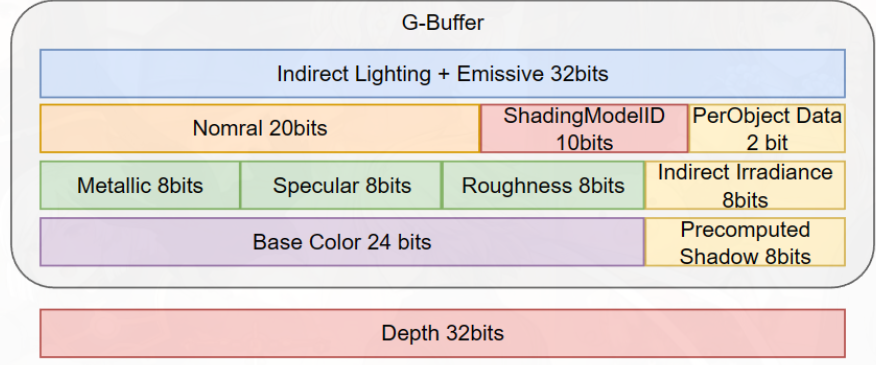 G-Buffer
Indirect Lighting + Emissive 32bits
Nomral 20bits
ShadingModelID
10bits
PerObject Data
2 bit
Metallic 8bits
Specular 8bits
Roughness 8bits
Indirect Irradiance
8bits
Base Color 24 bits
Precomputed
Shadow 8bits
Depth 32bits